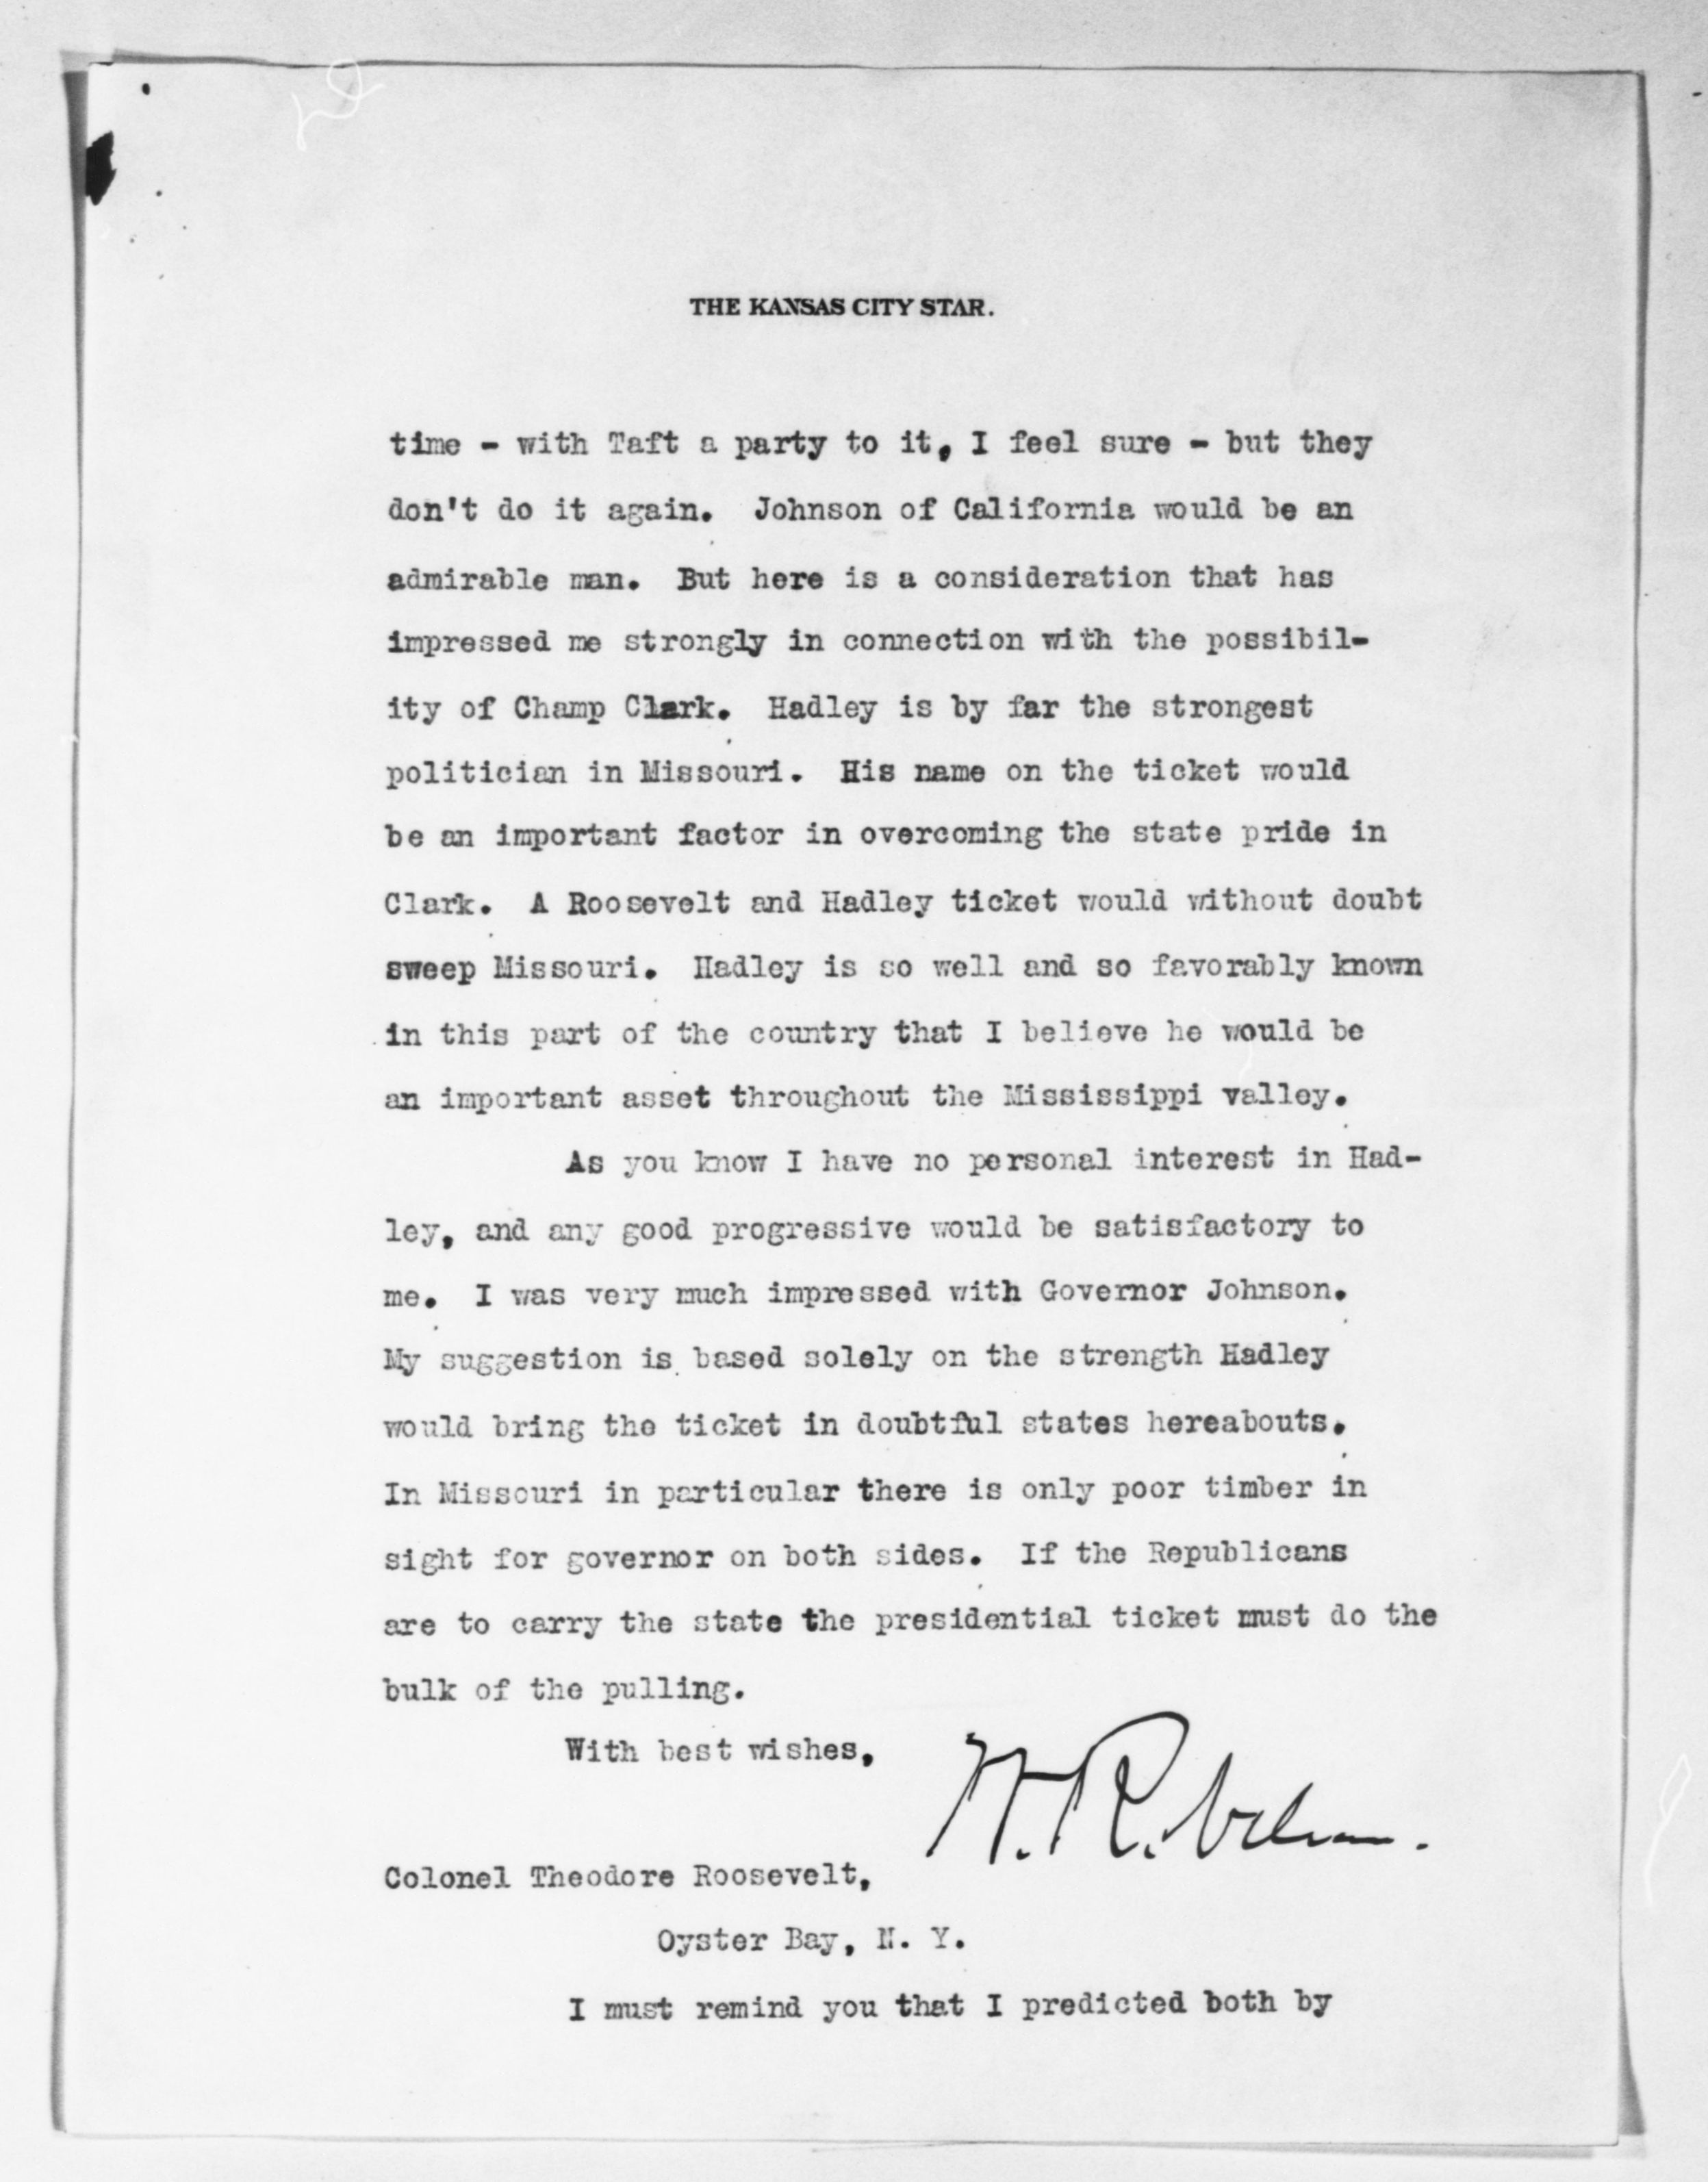 THE KANSAS CITY STAR.
time - with Taft a party to it, I feel sure - but they
don't do it again. Johnson of California would be an
admirable man. But here is a consideration that has
impressed me strongly in connection with the possibil-
ity of Champ Clark. Hadley is by far the strongest
politician in Missouri. His name on the ticket would
be an important factor in overcoming the state pride in
Clark. A Roosevelt and Hadley ticket would without doubt
sweep Missouri. Hadley is so well and so favorably known
in this part of the country that I believe he would be
an important asset throughout the Mississippi valley.
As you know I have no personal interest in Had-
ley, and any good progressive would be satisfactory to
me. I was very much impressed with Governor Johnson.
My suggestion is based solely on the strength Hadley
would bring the ticket in doubtful states hereabouts.
In Missouri in particular there is only poor timber in
sight for governor on both sides. If the Republicans
are to carry the state the presidential ticket must do the
bulk of the pulling.
With best wishes,
W. R. Nelson.
Colonel Theodore Roosevelt,
Oyster Bay, N. Y.
I must remind you that I predicted both by